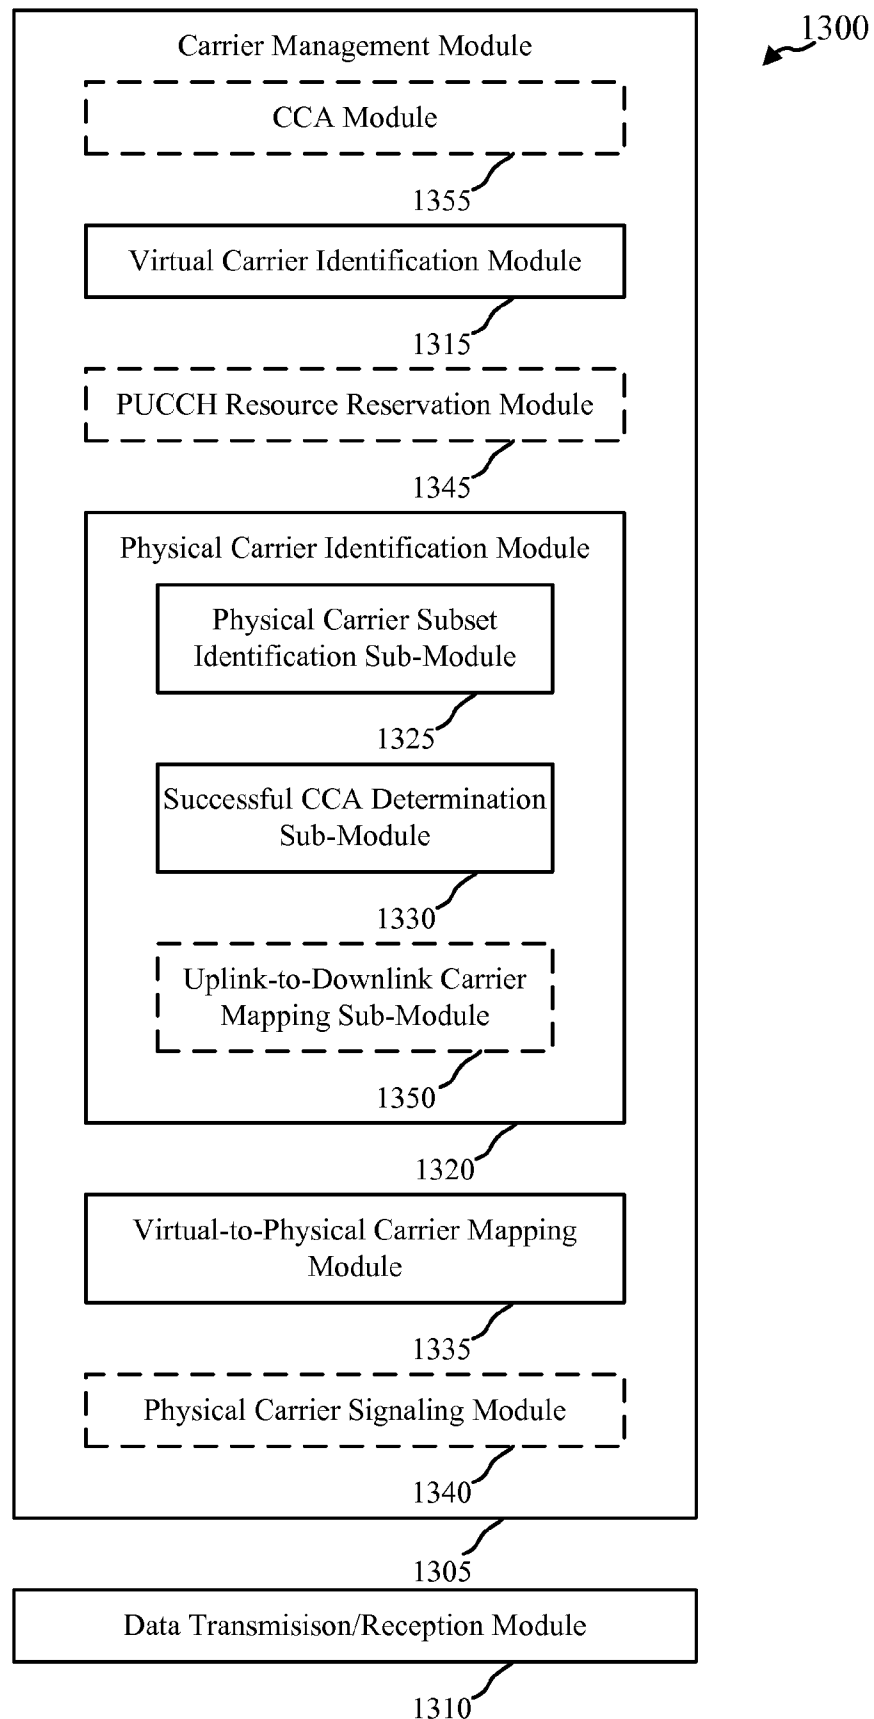 1300
Carrier Management Module
CCA Module
1355
Virtual Carrier Identification Module
1315
PUCCH Resource Reservation Module
1345
Physical Carrier Identification Module
Physical Carrier Subset
Identification Sub-Module
1325
Successful CCA Determination
Sub-Module
1330
Uplink-to-Downlink Carrier
Mapping Sub-Module
1350
1320
Virtual-to-Physical Carrier Mapping
Module
1335
Physical Carrier Signaling Module
1340
1305
Data Transmisison/Reception Module
1310